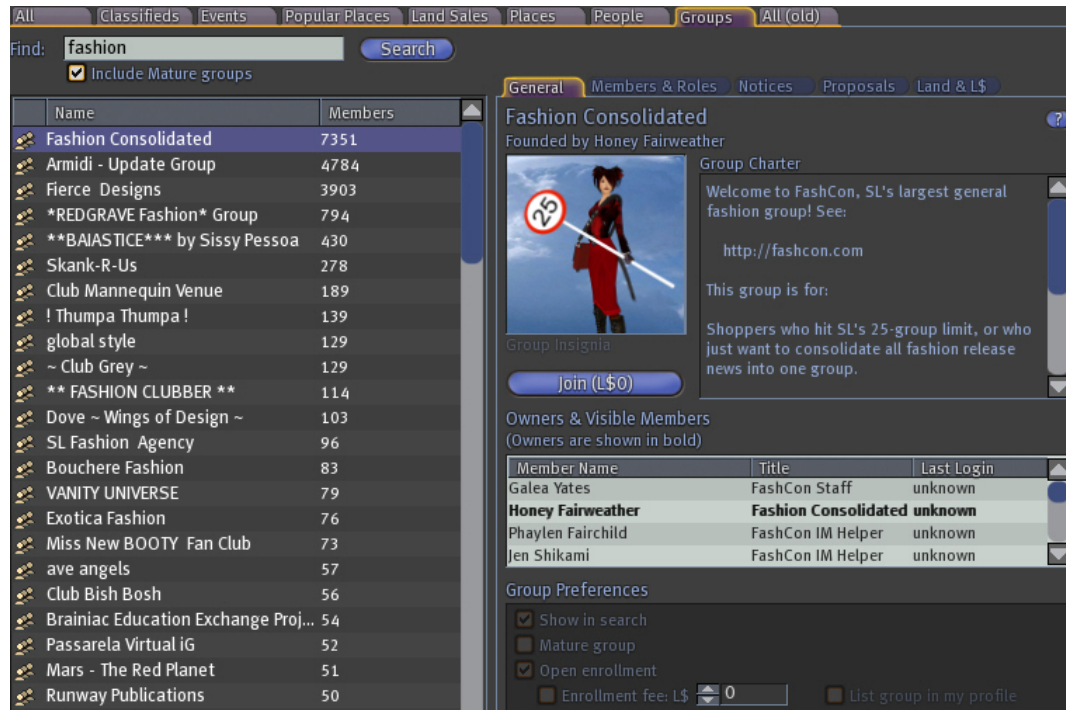 All Classifieds Events Popular Places Land Sales Places People Groups All (old)
Find: fashion Search
Include Mature groups
Name Members
Fashion Consolidated 7351
Armidi - Update Group 4784
Fierce Designs 3903
*REDGRAVE Fashion* Group 794
**BAIASTICE*** by Sissy Pessoa 430
Skank-R-Us 278
Club Mannequin Venue 189
! Thumpa Thumpa ! 139
global style 129
~ Club Grey ~ 129
** FASHION CLUBBER ** 114
Dove ~ Wings of Design ~ 103
SL Fashion Agency 96
Bouchere Fashion 83
VANITY UNIVERSE 79
Exotica Fashion 76
Miss New BOOTY Fan Club 73
ave angels 57
Club Bish Bosh 56
Brainiac Education Exchange Proj... 54
Passarela Virtual iG 52
Mars - The Red Planet 51
Runway Publications 50
General Members & Roles Notices Proposals Land & L$
Fashion Consolidated ?
Founded by Honey Fairweather
25
Group Insignia
Join (L$0)
Group Charter
Welcome to FashCon, SL's largest general
fashion group! See:
http://fashcon.com
This group is for:
Shoppers who hit SL's 25-group limit, or who
just want to consolidate all fashion release
news into one group.
Owners & Visible Members
(Owners are shown in bold)
Member Name Title Last Login
Galea Yates FashCon Staff unknown
Honey Fairweather Fashion Consolidated unknown
Phaylen Fairchild FashCon IM Helper unknown
Jen Shikami FashCon IM Helper unknown
Group Preferences
Show in search
Mature group
Open enrollment
Enrollment fee: L$ 0 List group in my profile